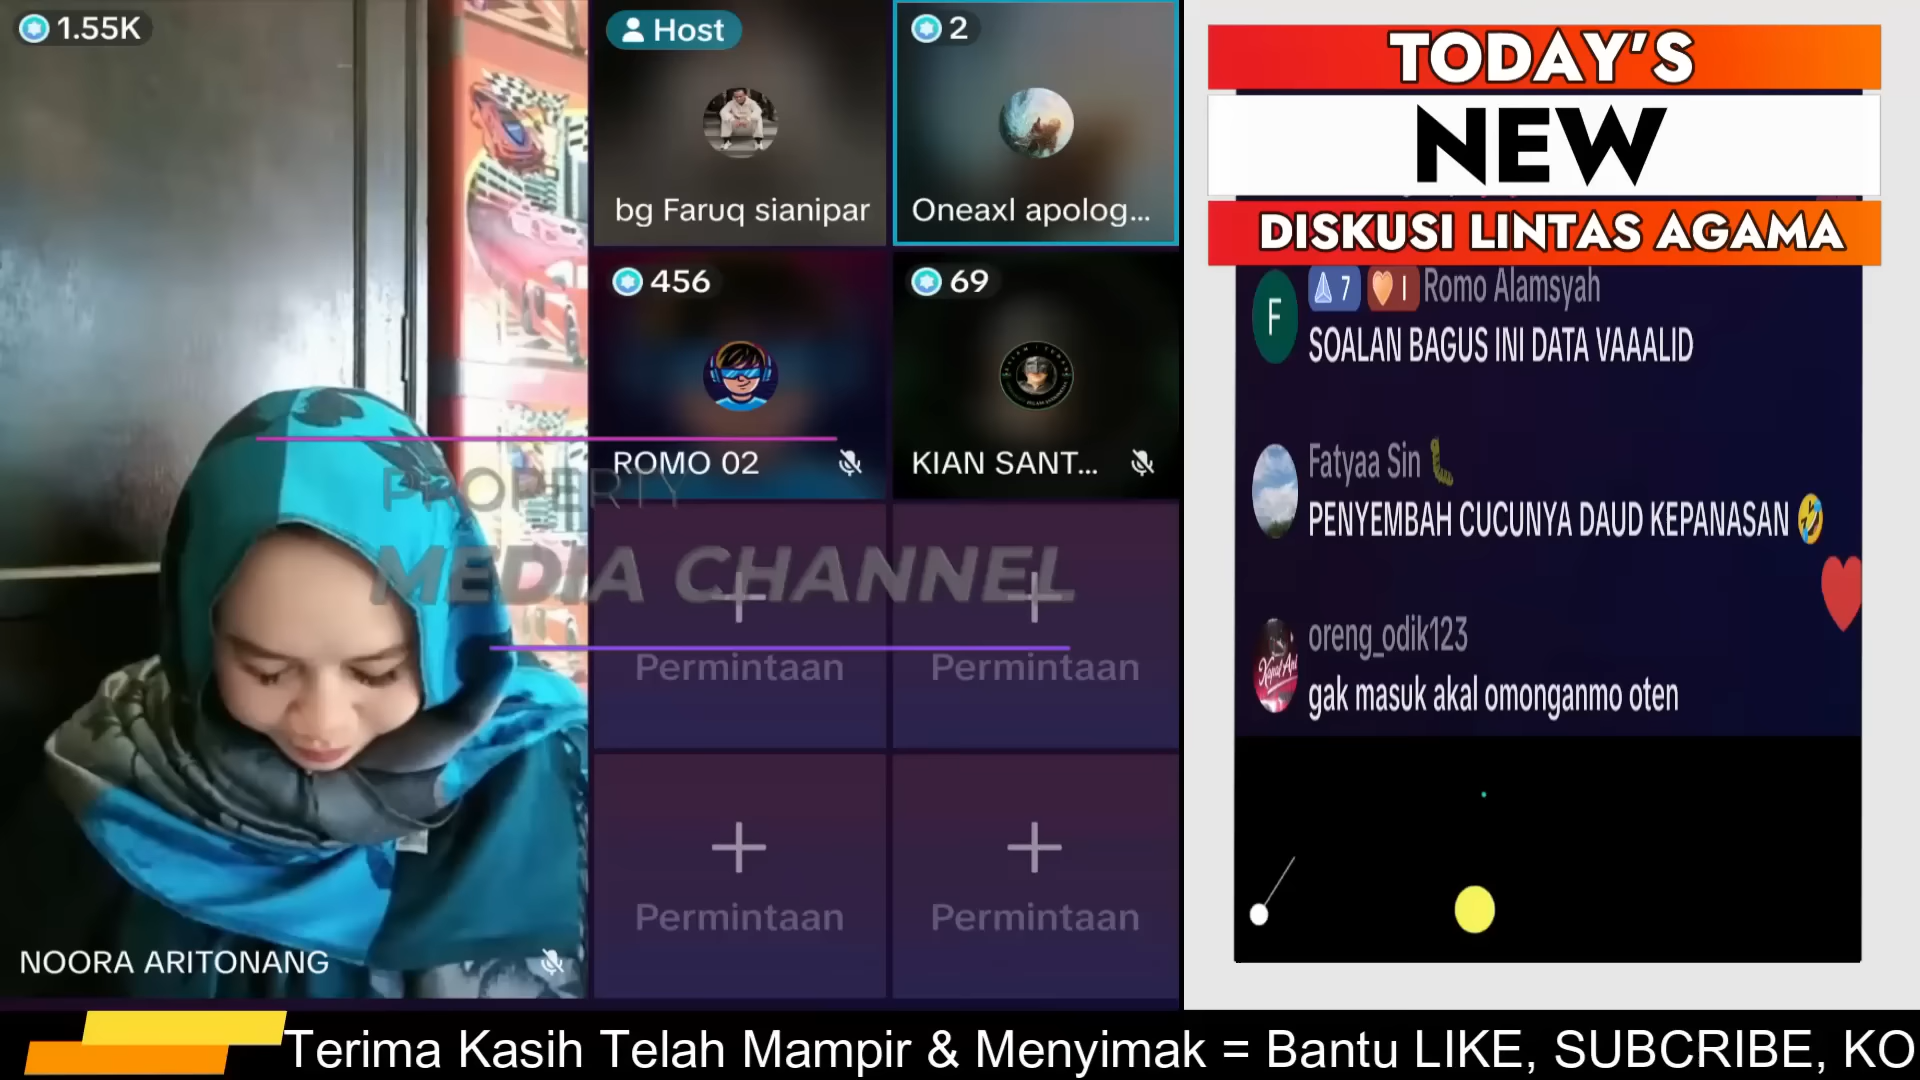 1.55K
Host
bg Faruq sianipar
2
Oneaxl apolog...
456
ROMO 02
69
KIAN SANT...
PROPERTY
MEDIA CHANNEL
Permintaan
Permintaan
Permintaan
Permintaan
NOORA ARITONANG
TODAY'S
NEW
DISKUSI LINTAS AGAMA
F
7
1
Romo Alamsyah
SOALAN BAGUS INI DATA VAAALID
Fatyaa Sin
PENYEMBAH CUCUNYA DAUD KEPANASAN
oreng_odik123
gak masuk akal omonganmo oten
Terima Kasih Telah Mampir & Menyimak = Bantu LIKE, SUBCRIBE, KO